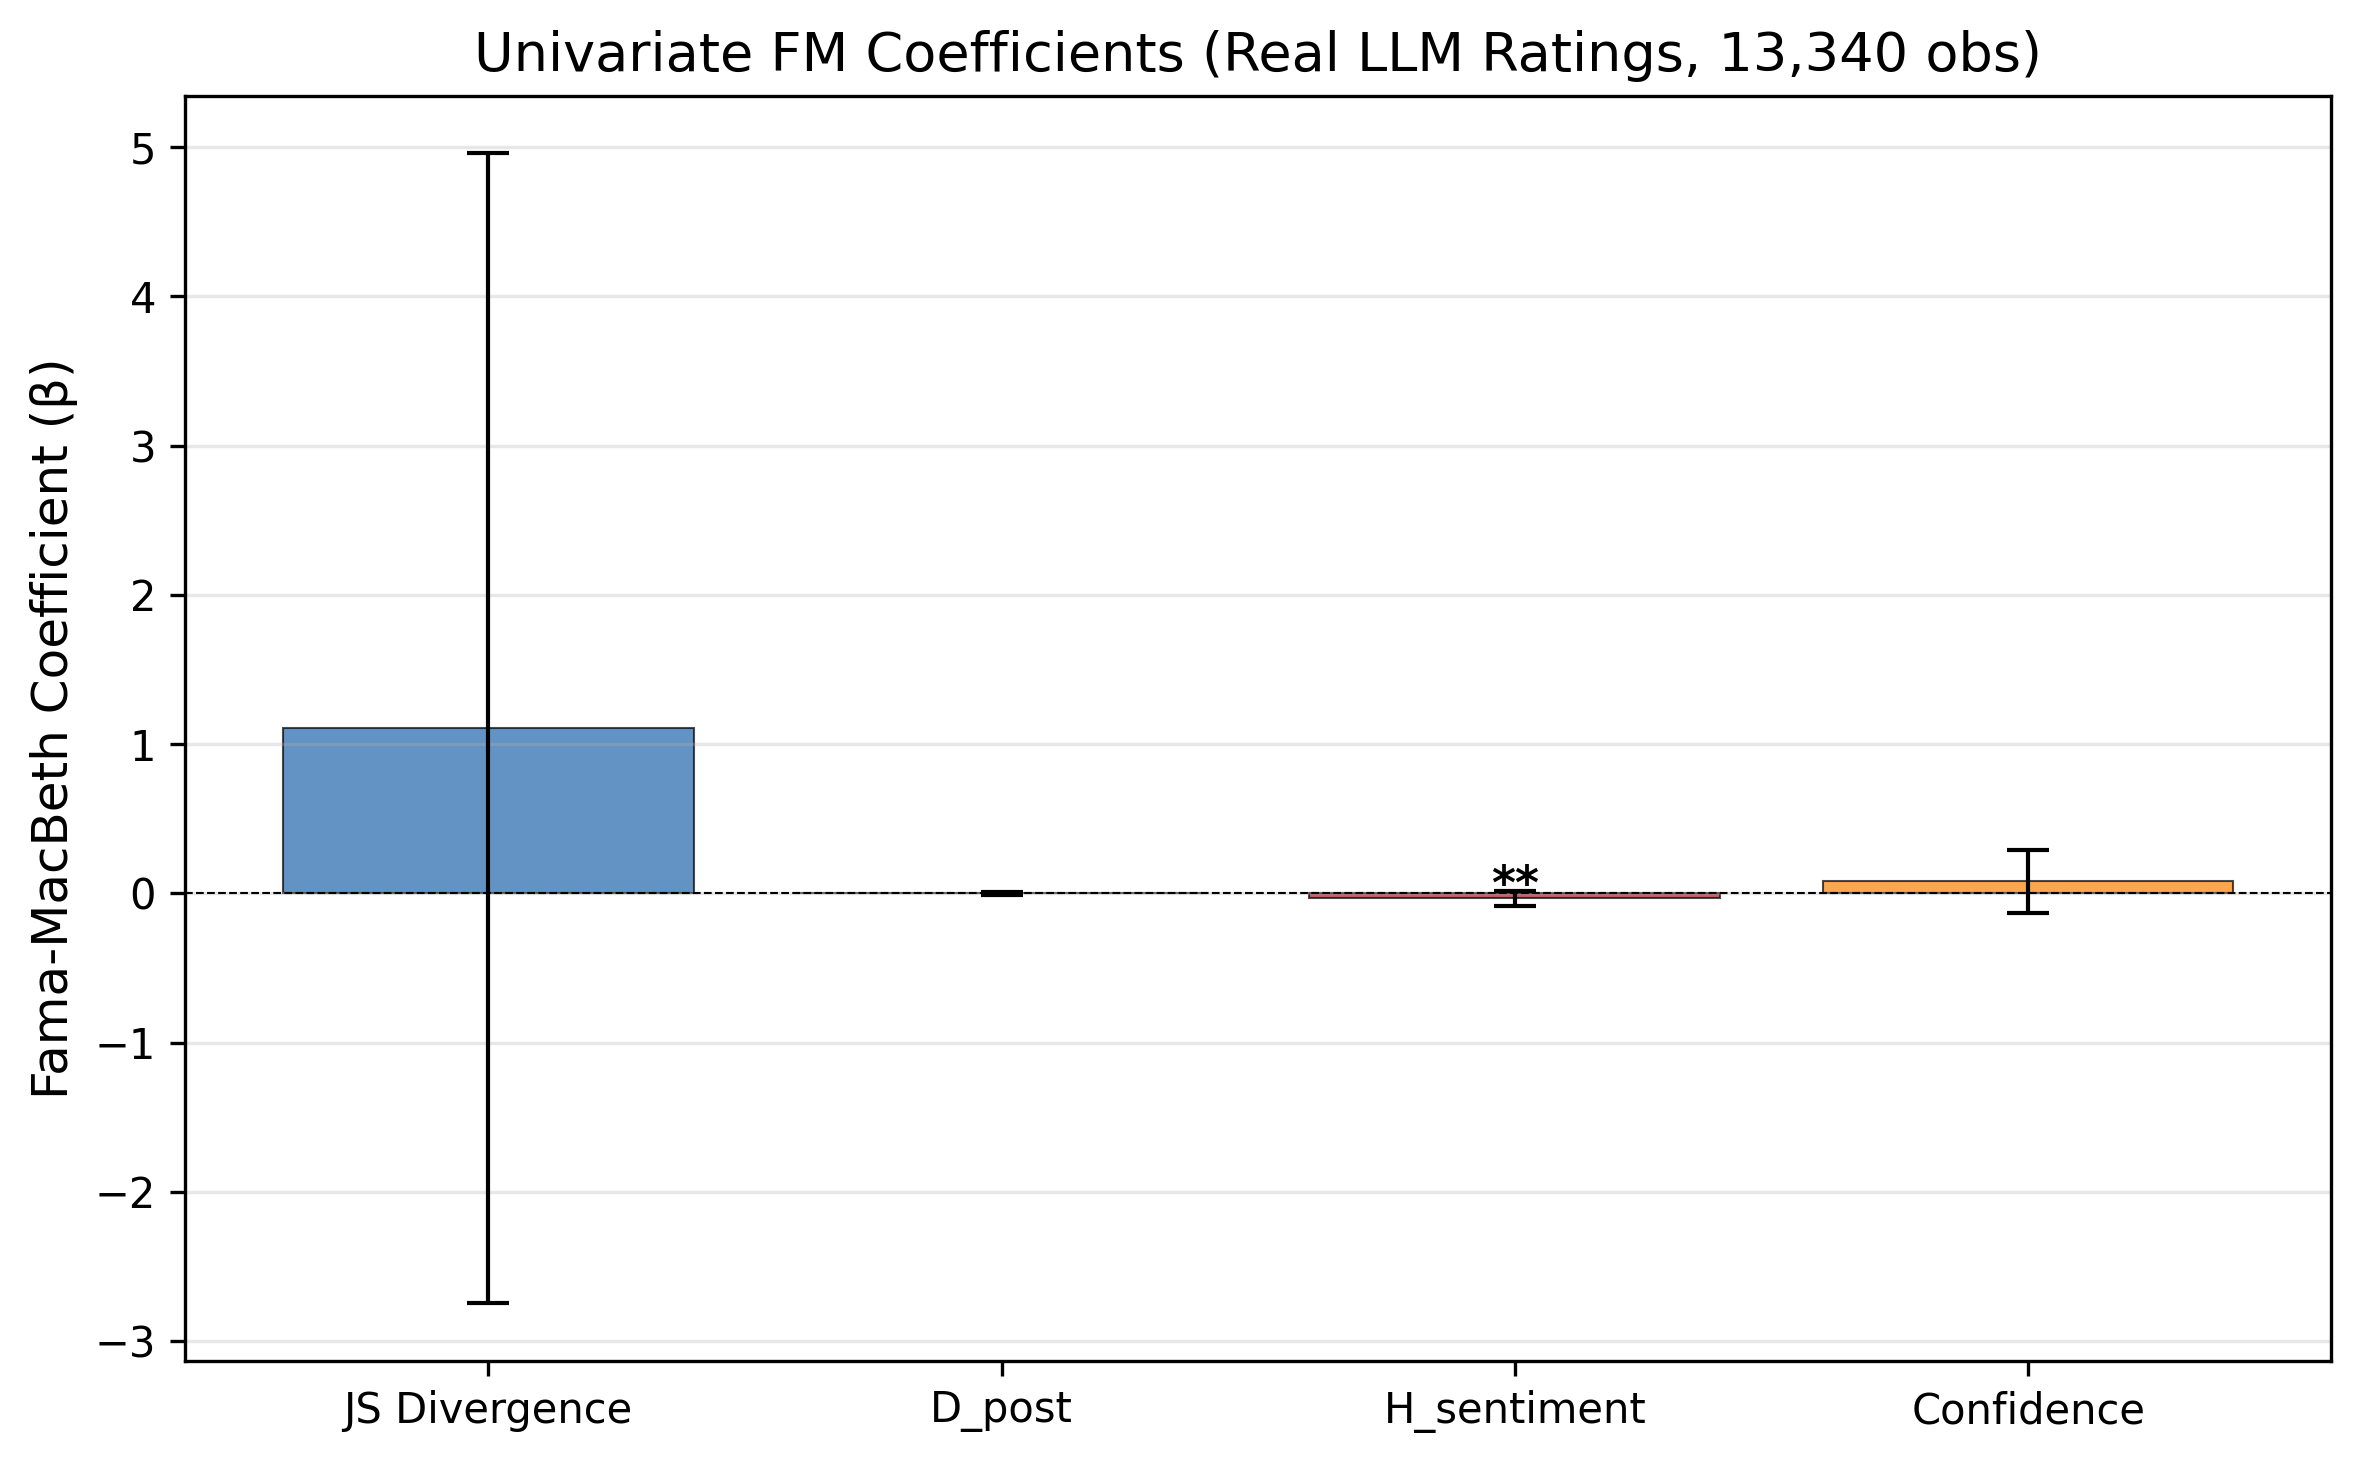 Univariate FM Coefficients (Real LLM Ratings, 13,340 obs)
Fama-MacBeth Coefficient (β)
5
4
3
2
1
0
−1
−2
−3
**
JS Divergence
D_post
H_sentiment
Confidence